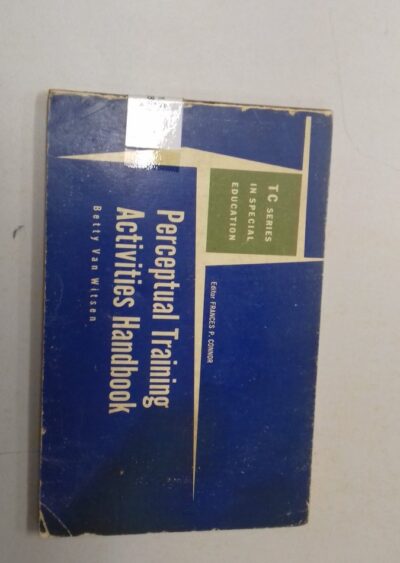 TC SERIES
IN SPECIAL
EDUCATION
Editor FRANCES P. CONNOR
Perceptual Training
Activities Handbook
Betty Van Witsen